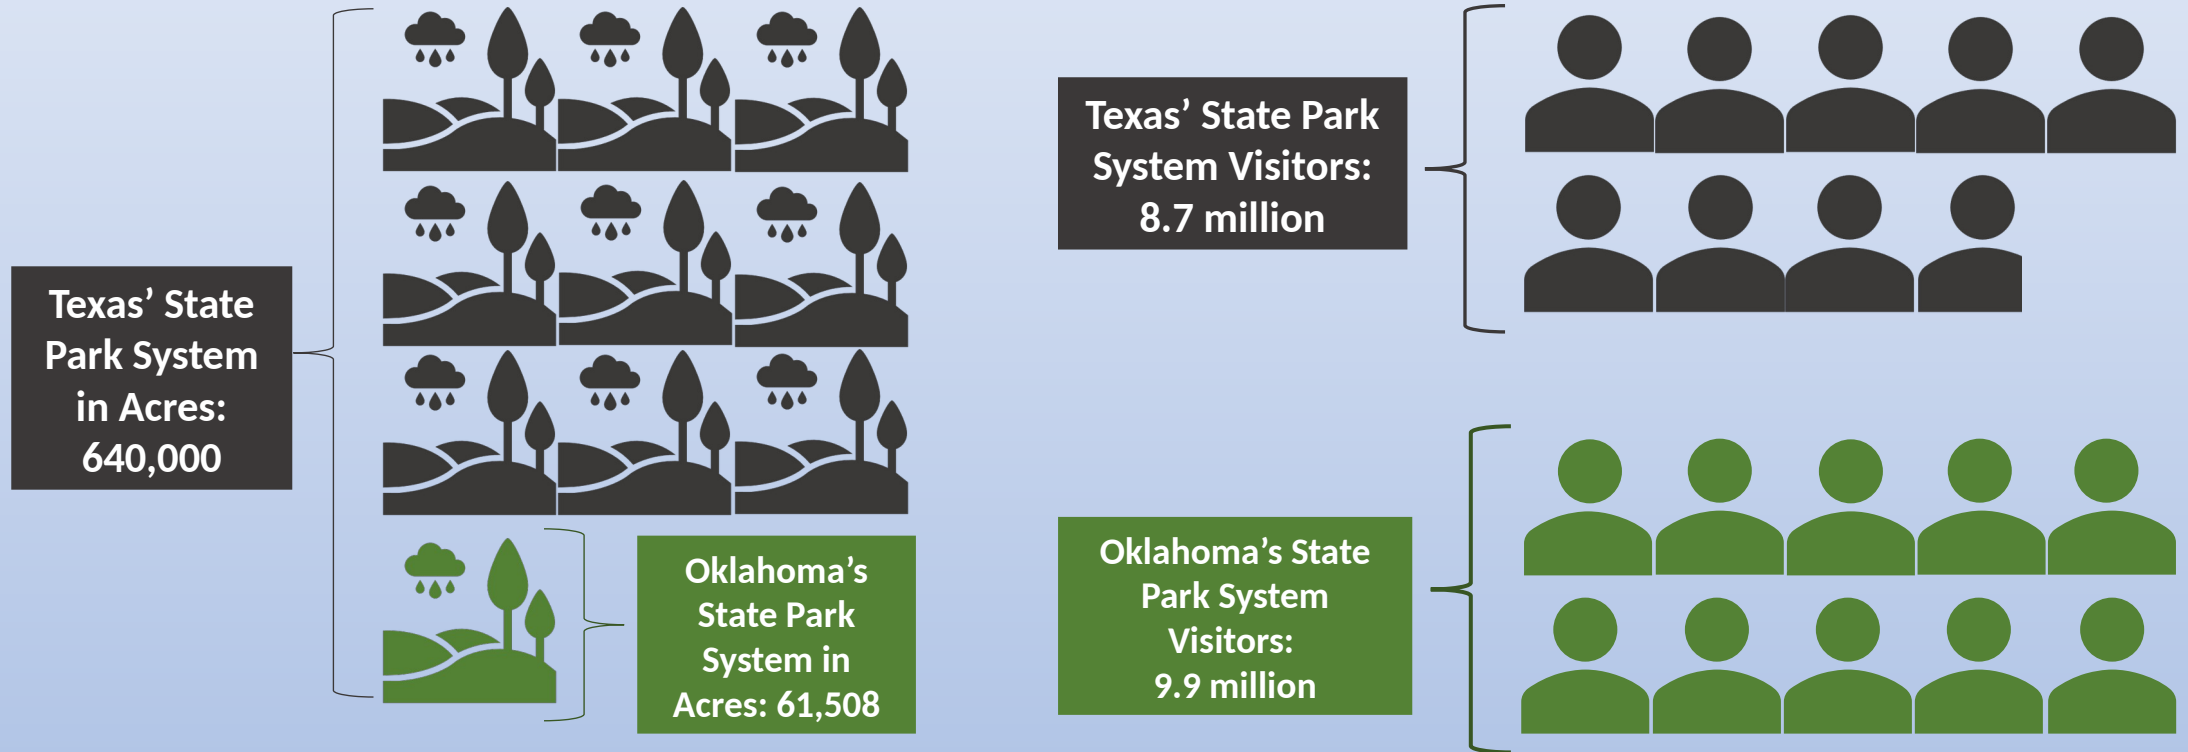 Texas’ State
Park System
in Acres:
640,000
Oklahoma’s
State Park
System in
Acres: 61,508
Texas’ State Park
System Visitors:
8.7 million
Oklahoma’s State
Park System
Visitors:
9.9 million